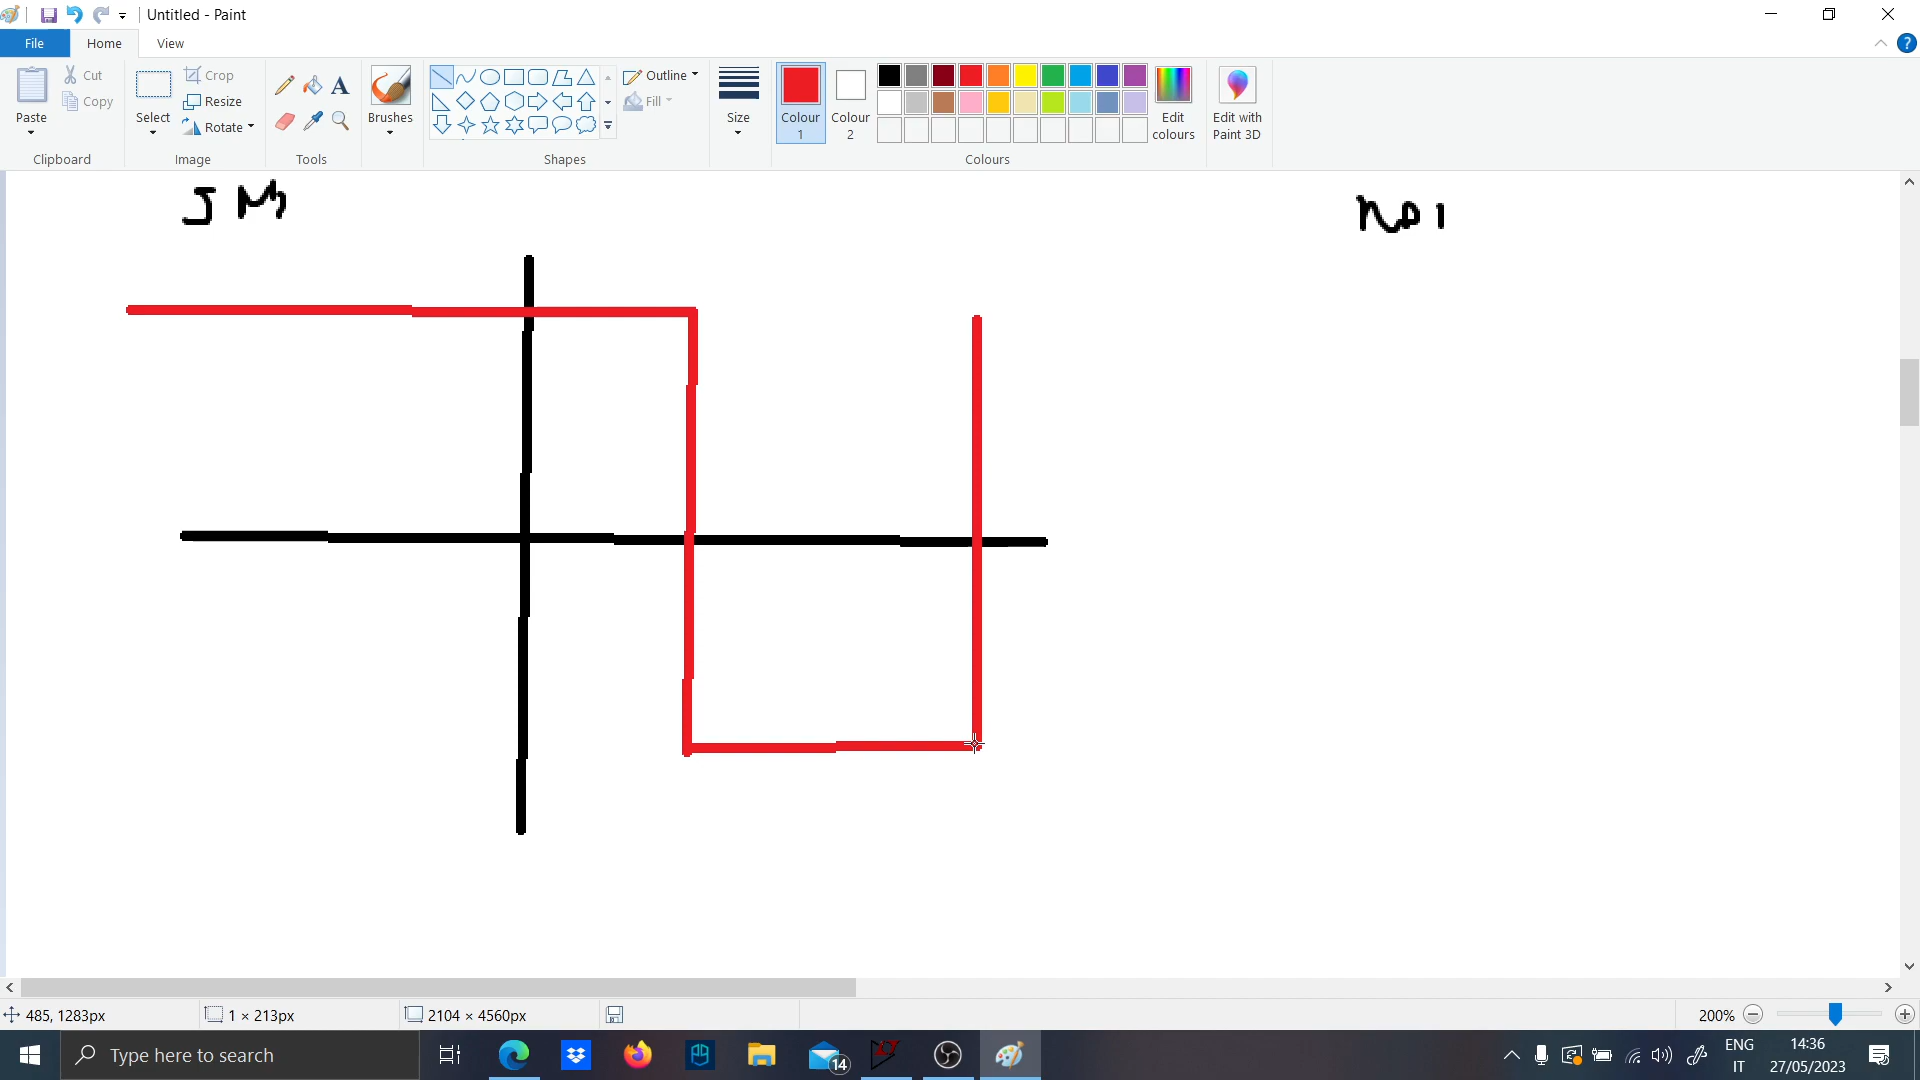 Untitled - Paint
File Home View
Paste
Cut
Copy
Clipboard
Select
Crop
Resize
Rotate
Image
Tools
Brushes
Shapes
Outline
Fill
Size
Colour 1
Colour 2
Colours
Edit colours
Edit with Paint 3D
J M
485, 1283px
1 × 213px
2104 × 4560px
200%
Type here to search
14
ENG
IT
14:36
27/05/2023